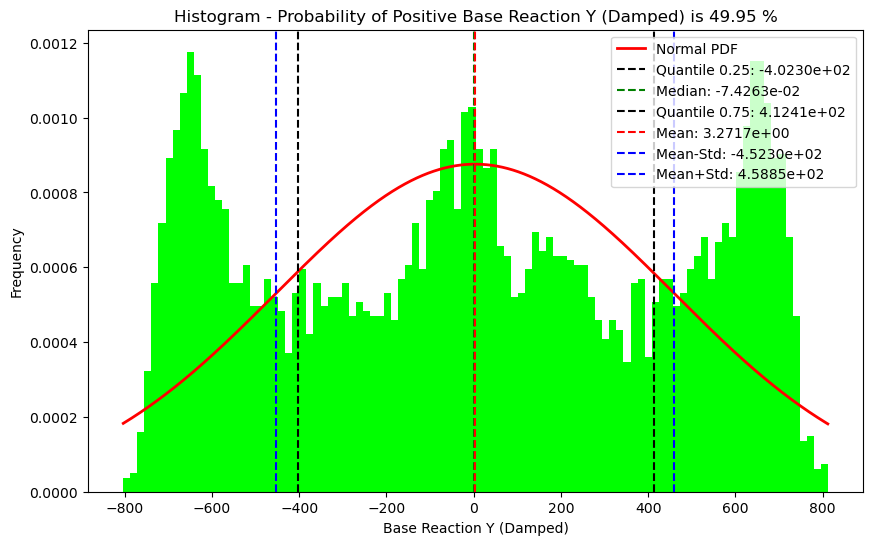 Histogram - Probability of Positive Base Reaction Y (Damped) is 49.95 %
0.0012
0.0010
0.0008
0.0006
0.0004
0.0002
0.0000
Frequency
Normal PDF
Quantile 0.25: -4.0230e+02
Median: -7.4263e-02
Quantile 0.75: 4.1241e+02
Mean: 3.2717e+00
Mean-Std: -4.5230e+02
Mean+Std: 4.5885e+02
−800 −600 −400 −200 0 200 400 600 800
Base Reaction Y (Damped)